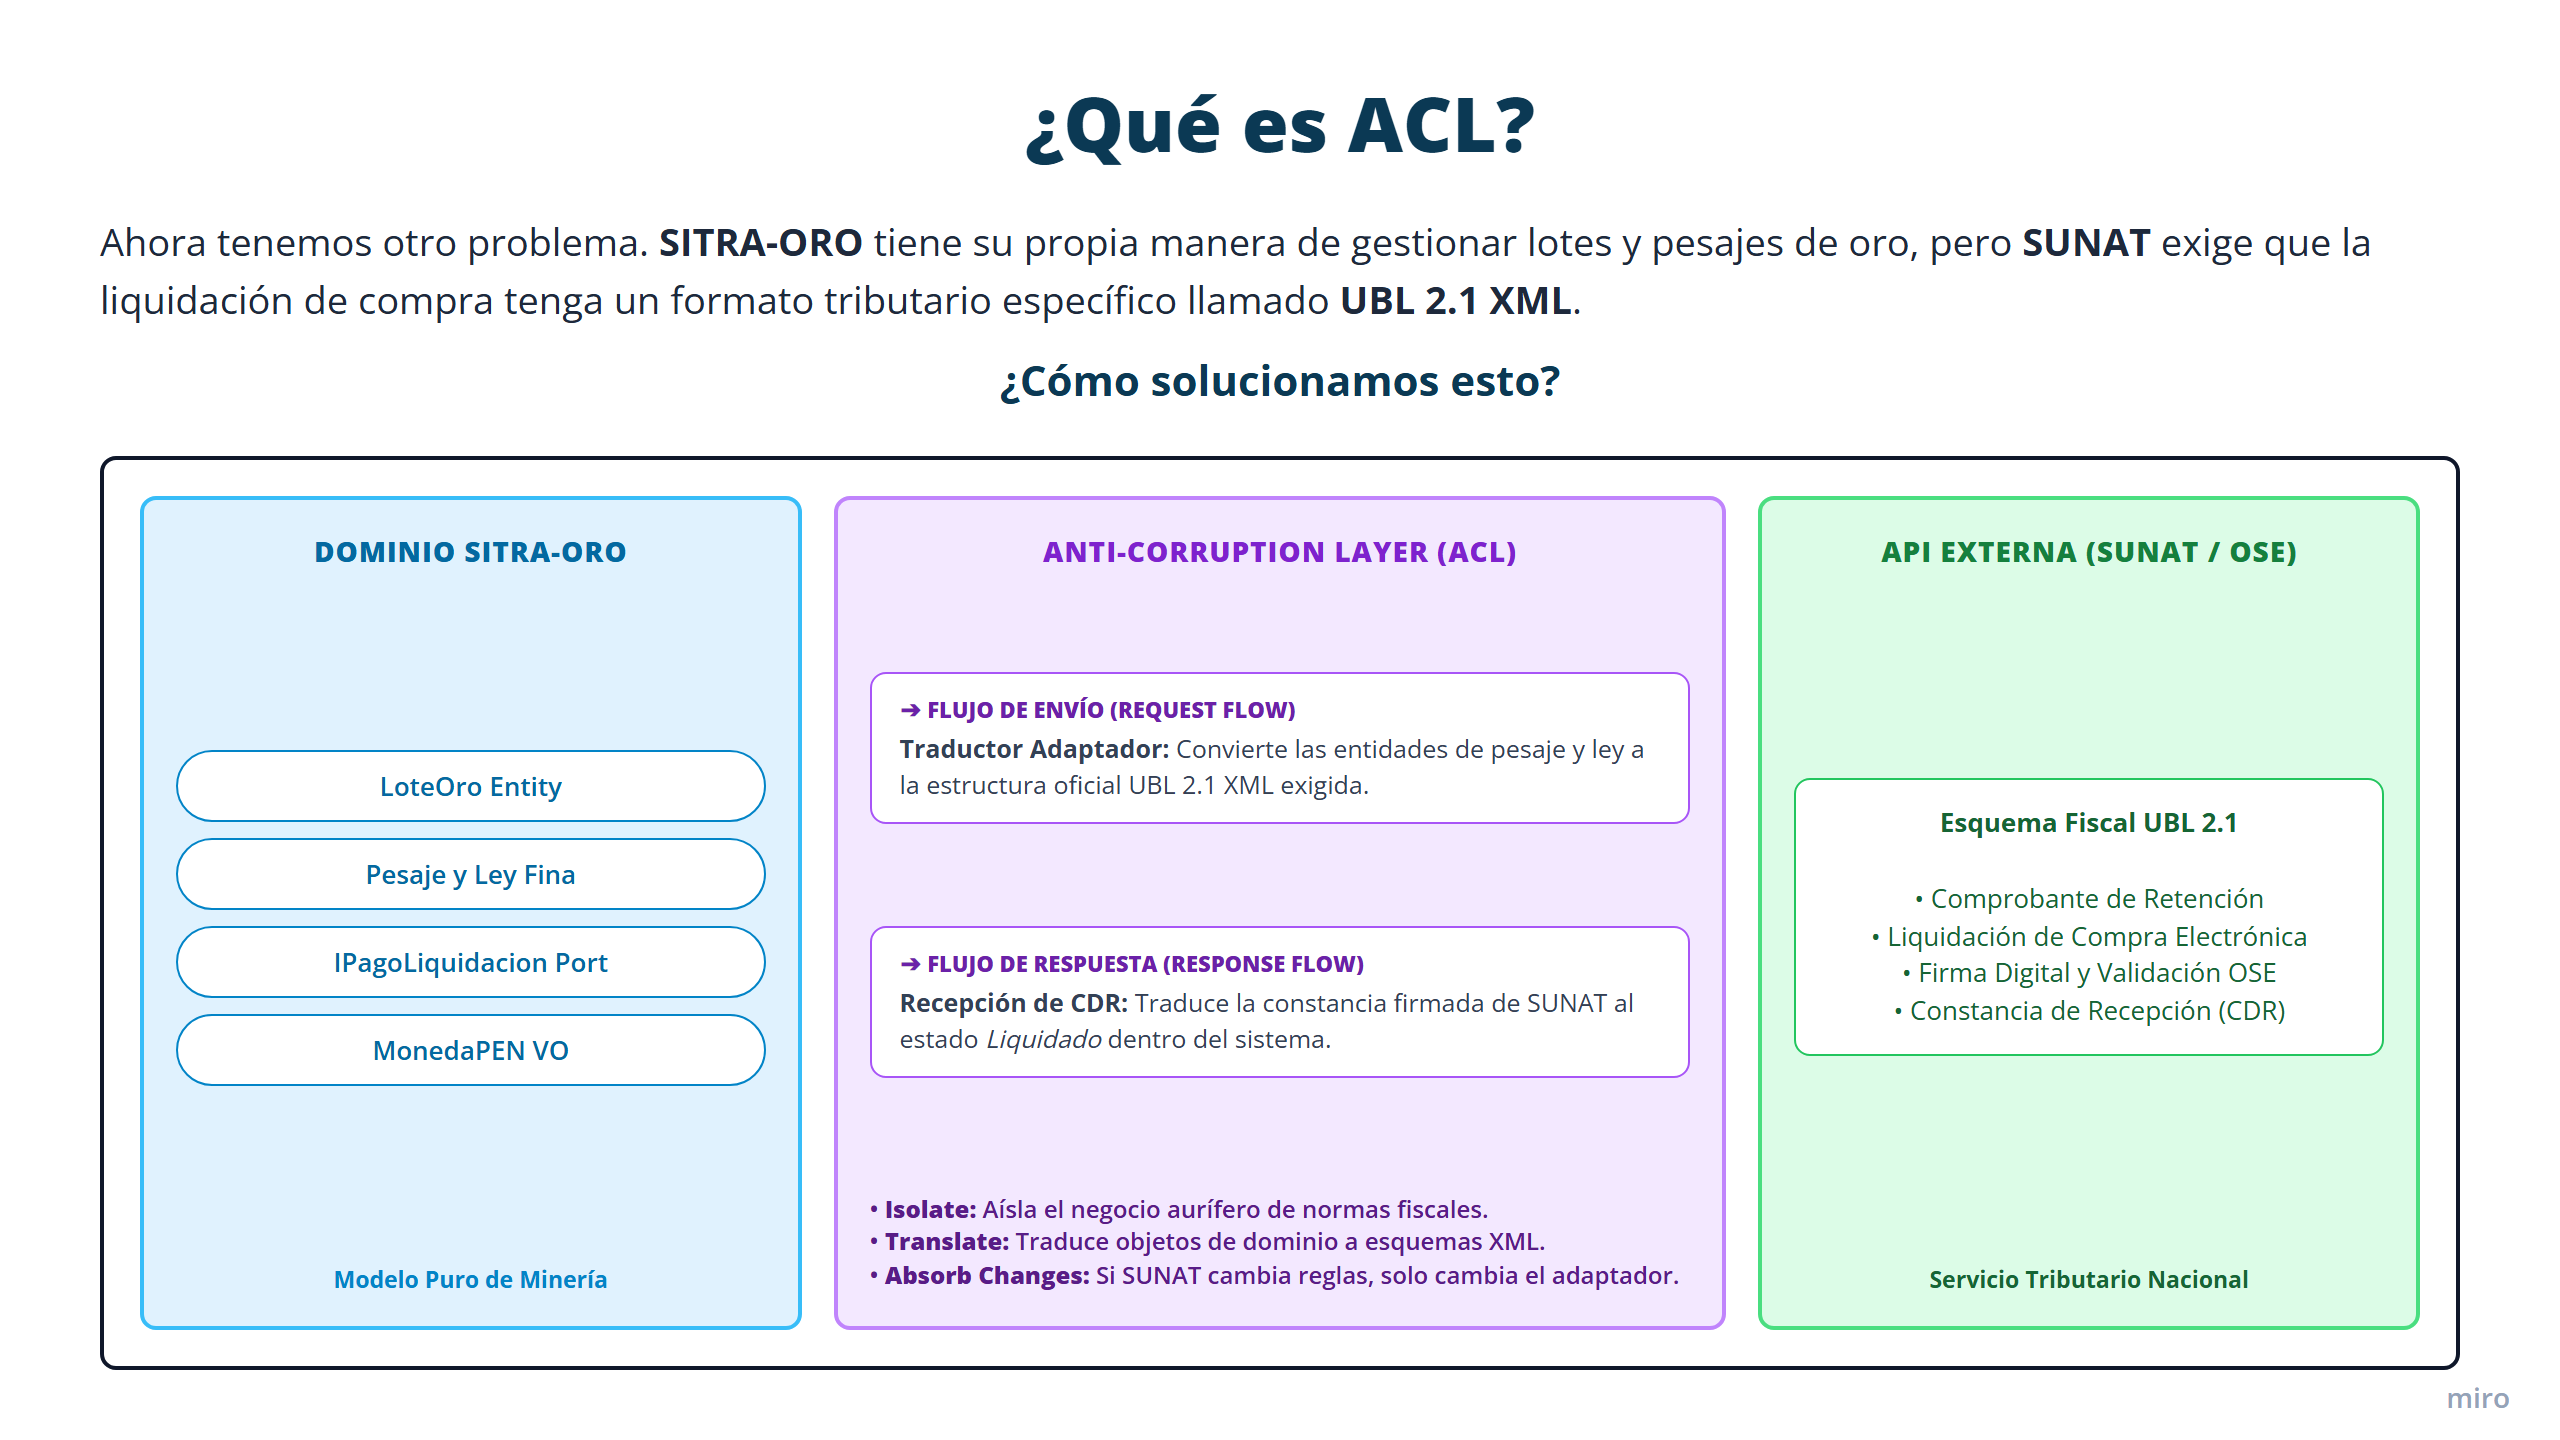 ¿Qué es ACL?
Ahora tenemos otro problema. SITRA-ORO tiene su propia manera de gestionar lotes y pesajes de oro, pero SUNAT exige que la
liquidación de compra tenga un formato tributario específico llamado UBL 2.1 XML.
¿Cómo solucionamos esto?
DOMINIO SITRA-ORO
LoteOro Entity
Pesaje y Ley Fina
IPagoLiquidacion Port
MonedaPEN VO
Modelo Puro de Minería
ANTI-CORRUPTION LAYER (ACL)
➔ FLUJO DE ENVÍO (REQUEST FLOW)
Traductor Adaptador: Convierte las entidades de pesaje y ley a
la estructura oficial UBL 2.1 XML exigida.
➔ FLUJO DE RESPUESTA (RESPONSE FLOW)
Recepción de CDR: Traduce la constancia firmada de SUNAT al
estado Liquidado dentro del sistema.
• Isolate: Aísla el negocio aurífero de normas fiscales.
• Translate: Traduce objetos de dominio a esquemas XML.
• Absorb Changes: Si SUNAT cambia reglas, solo cambia el adaptador.
API EXTERNA (SUNAT / OSE)
Esquema Fiscal UBL 2.1
• Comprobante de Retención
• Liquidación de Compra Electrónica
• Firma Digital y Validación OSE
• Constancia de Recepción (CDR)
Servicio Tributario Nacional
miro